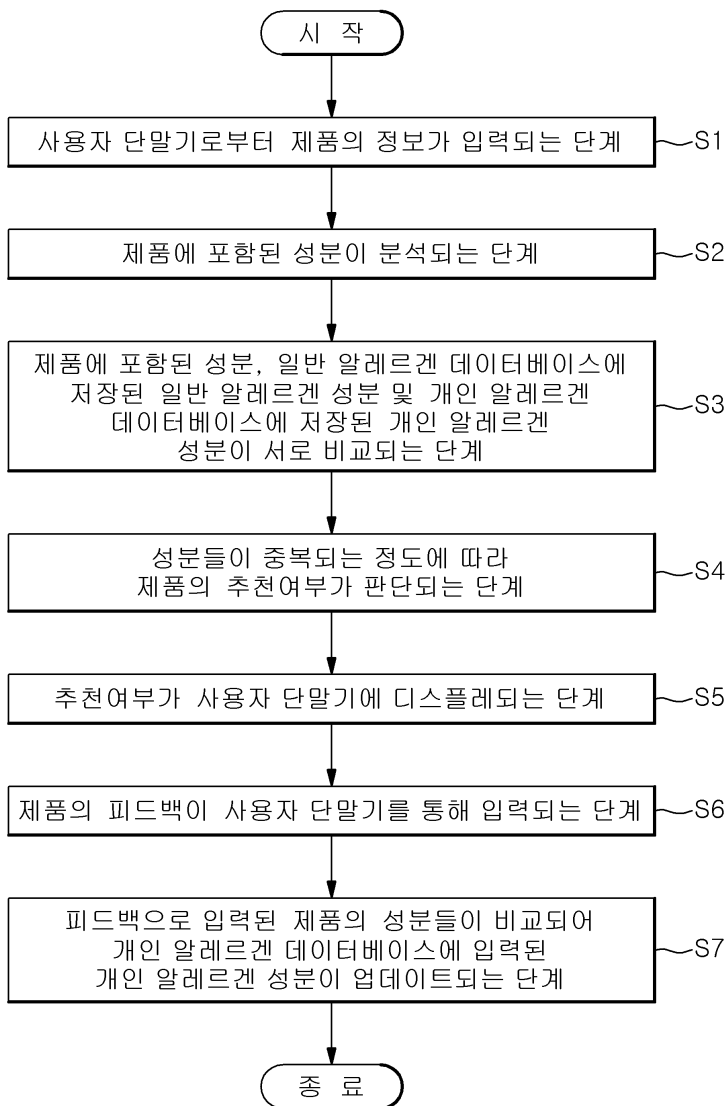 시 작
사용자 단말기로부터 제품의 정보가 입력되는 단계
S1
제품에 포함된 성분이 분석되는 단계
S2
제품에 포함된 성분, 일반 알레르겐 데이터베이스에
저장된 일반 알레르겐 성분 및 개인 알레르겐
데이터베이스에 저장된 개인 알레르겐
성분이 서로 비교되는 단계
S3
성분들이 중복되는 정도에 따라
제품의 추천여부가 판단되는 단계
S4
추천여부가 사용자 단말기에 디스플레되는 단계
S5
제품의 피드백이 사용자 단말기를 통해 입력되는 단계
S6
피드백으로 입력된 제품의 성분들이 비교되어
개인 알레르겐 데이터베이스에 입력된
개인 알레르겐 성분이 업데이트되는 단계
S7
종 료